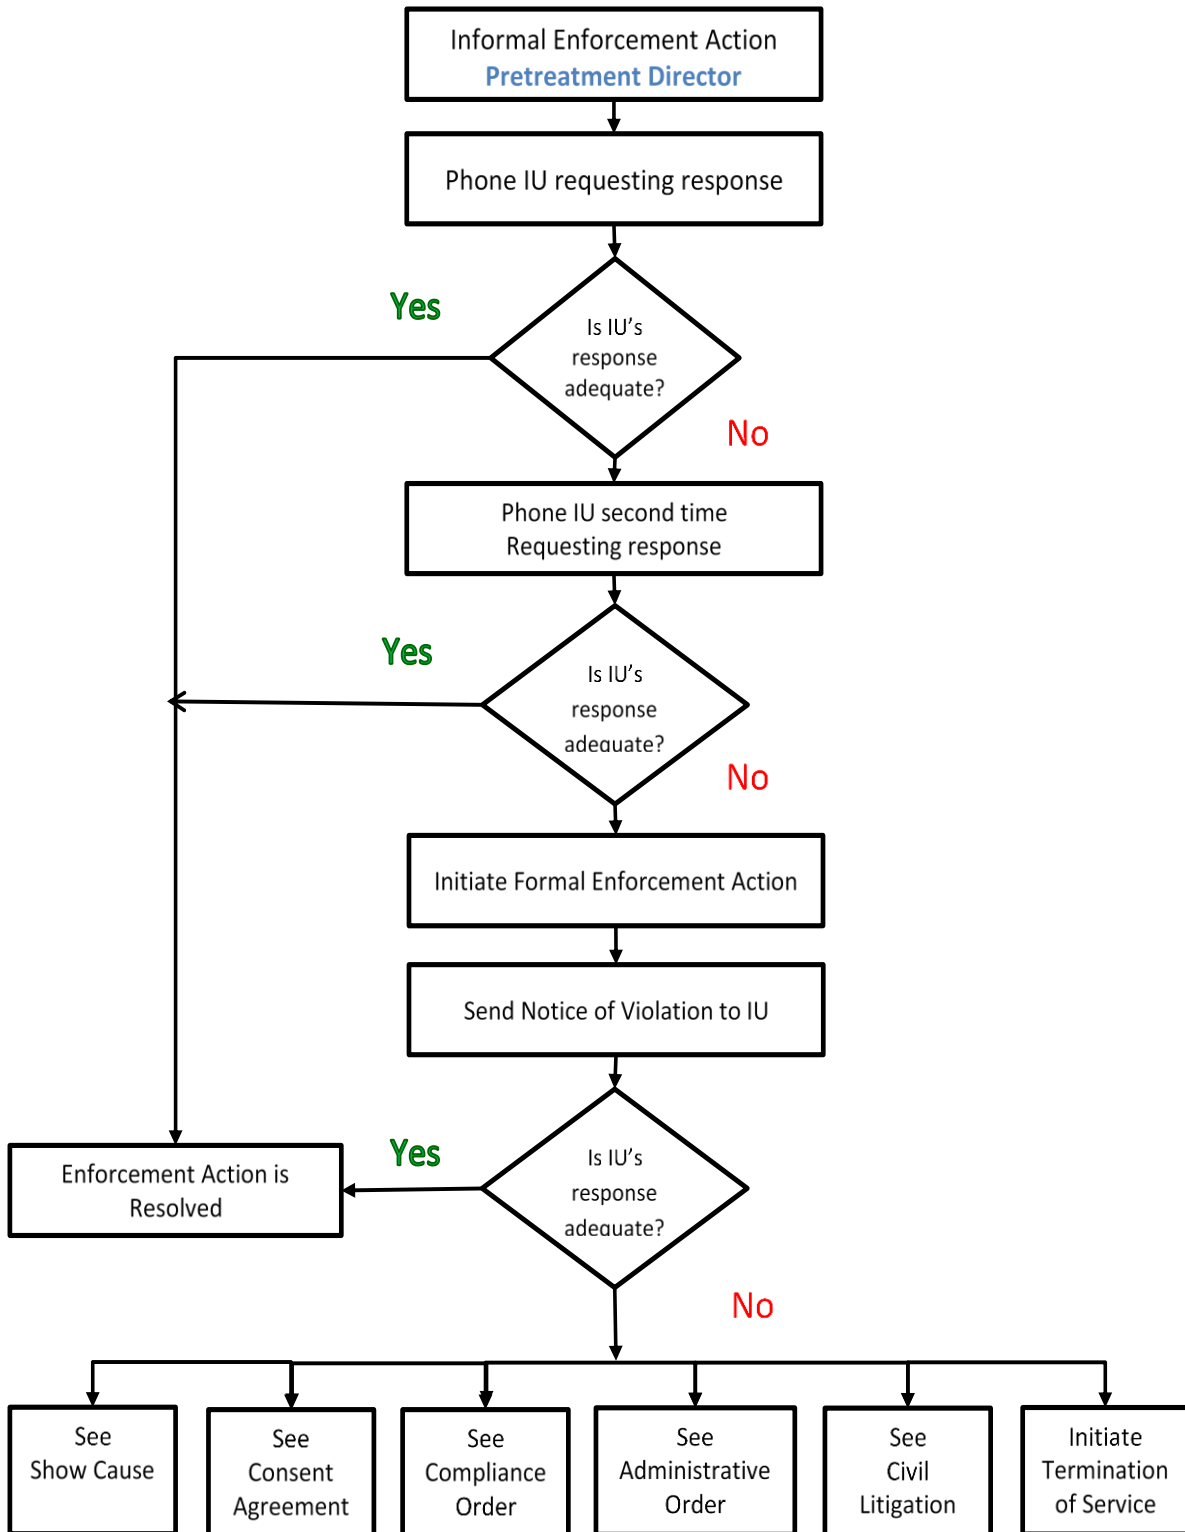 Informal Enforcement Action
Pretreatment Director
Phone IU requesting response
Yes
Is IU’s
response
adequate?
No
Phone IU second time
Requesting response
Yes
Is IU’s
response
adequate?
No
Initiate Formal Enforcement Action
Send Notice of Violation to IU
Yes
Is IU’s
response
adequate?
Enforcement Action is
Resolved
No
See
Show Cause
See
Consent
Agreement
See
Compliance
Order
See
Administrative
Order
See
Civil
Litigation
Initiate
Termination
of Service